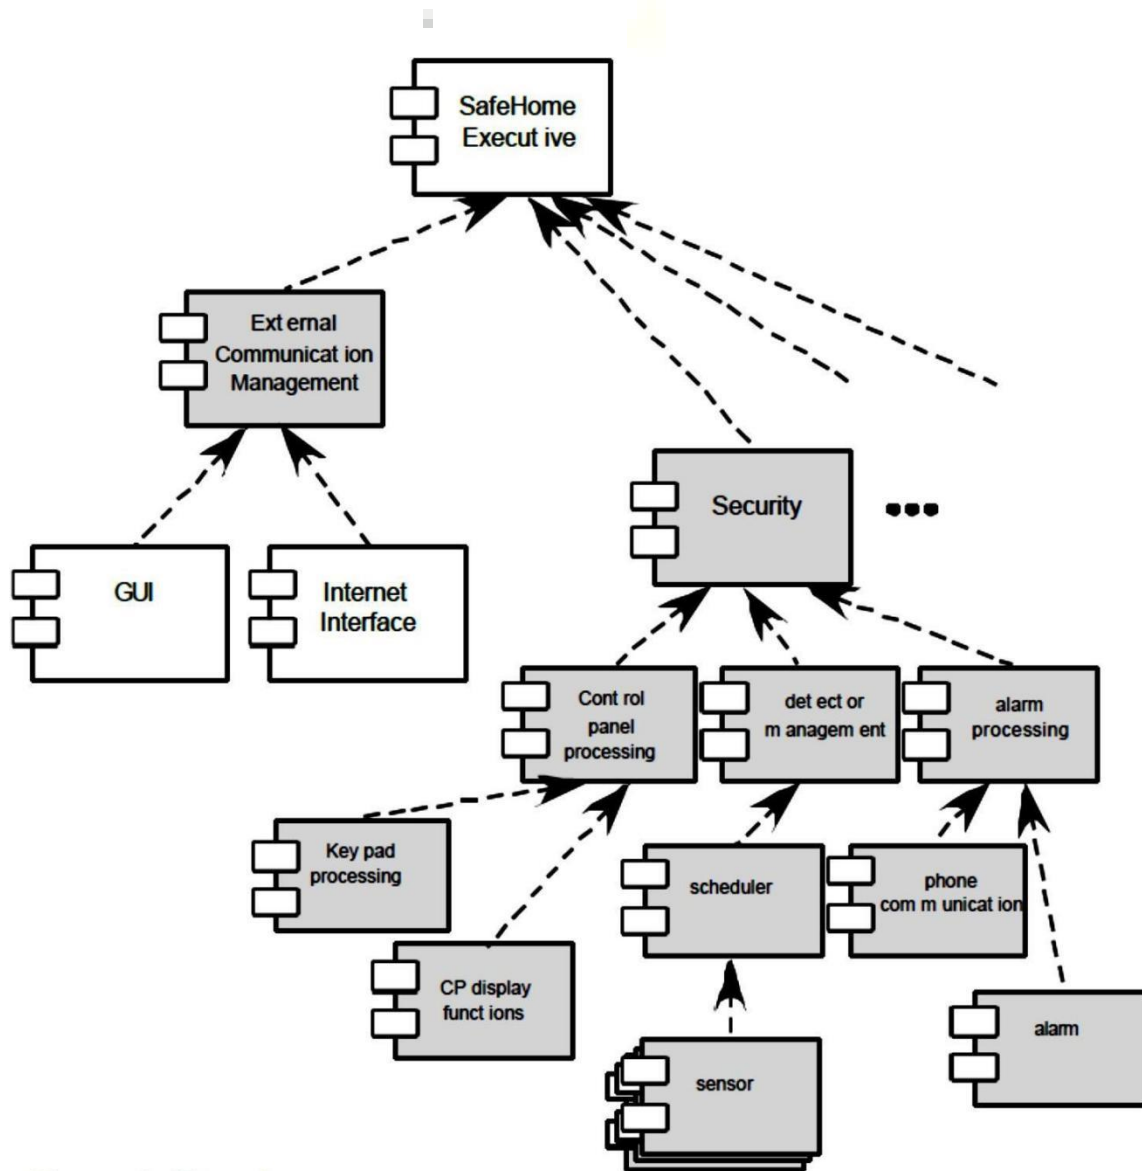 SafeHome
Execut ive
Ext ernal
Communicat ion
Management
Security
GUI
Internet
Interface
Cont rol
panel
processing
det ect or
m anagem ent
alarm
processing
Key pad
processing
scheduler
phone
com m unicat ion
CP display
funct ions
sensor
alarm